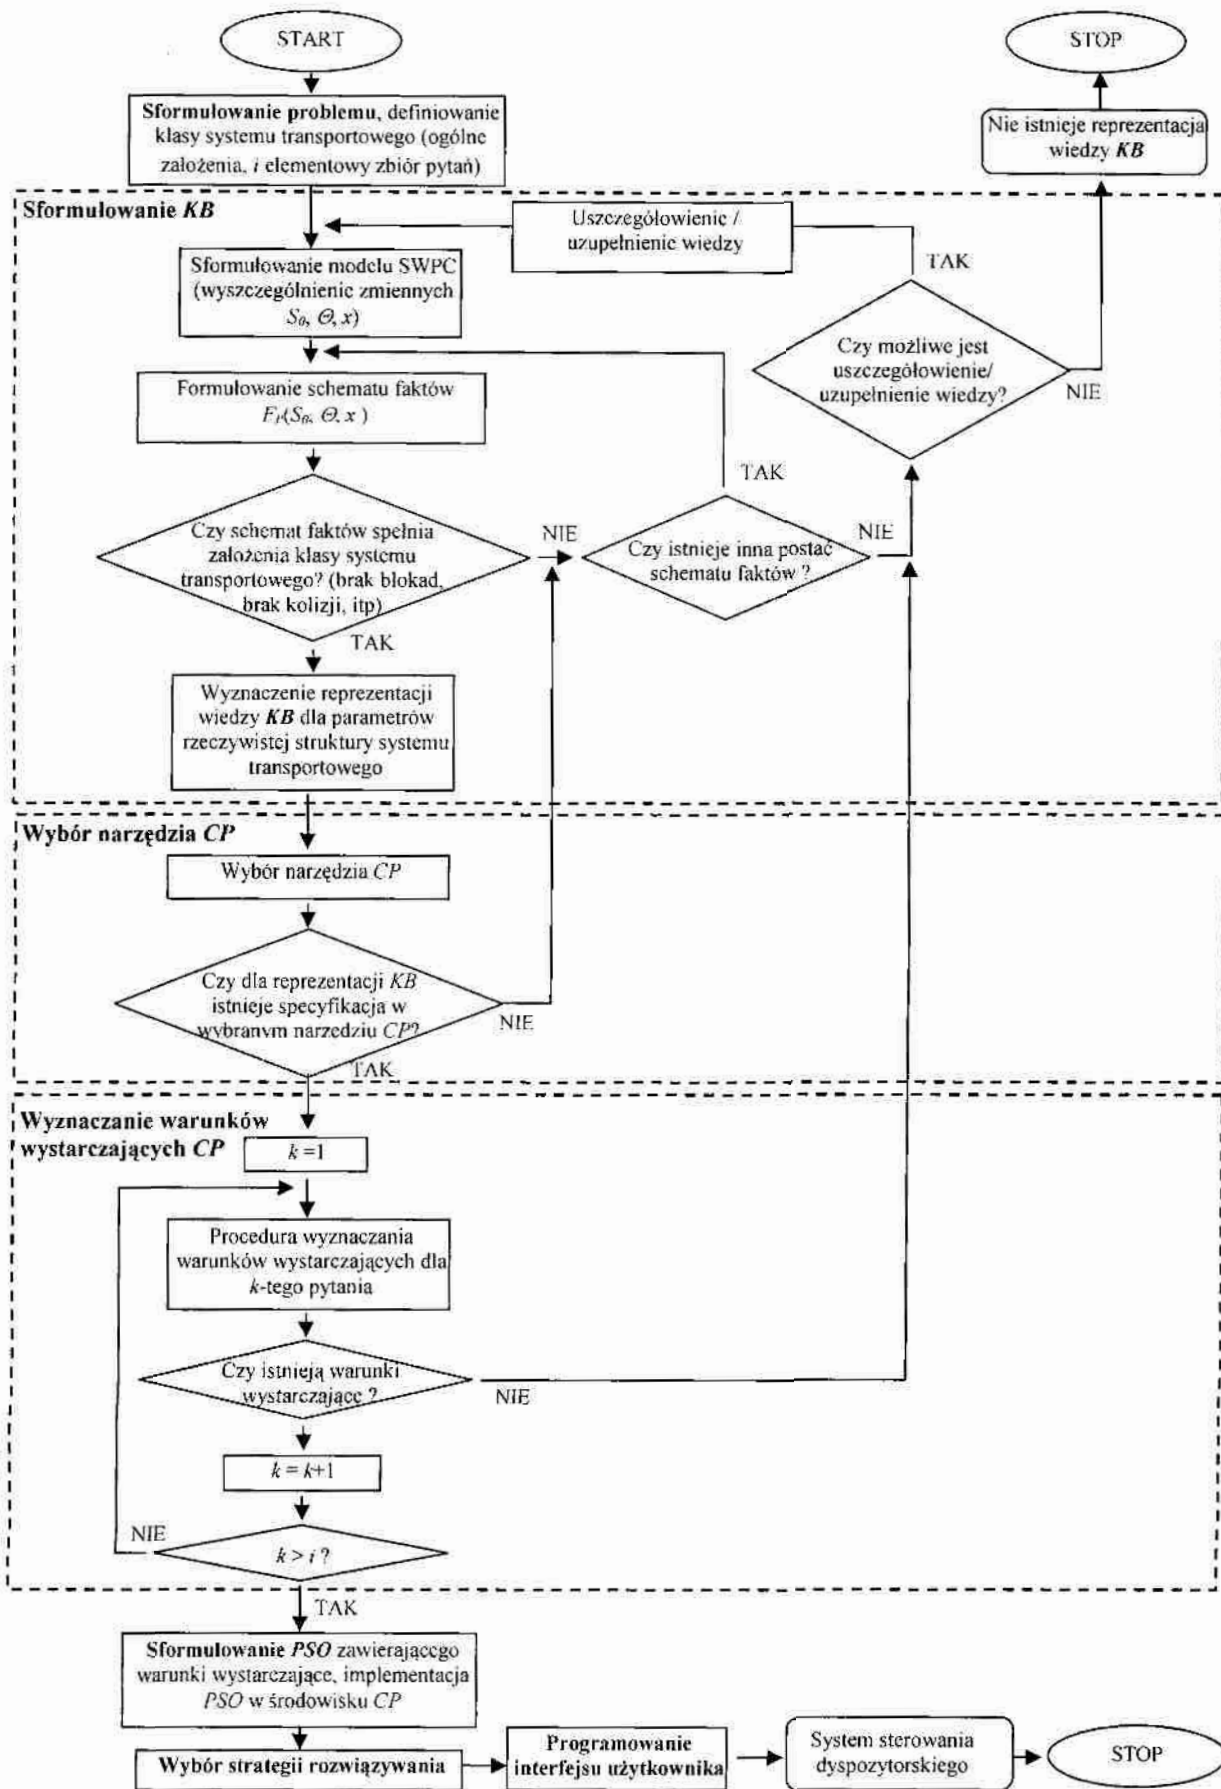 START
STOP
Sformułowanie problemu, definiowanie
klasy systemu transportowego (ogólne
założenia, i elementowy zbiór pytań)
Nie istnieje reprezentacja
wiedzy KB
Sformułowanie KB
Uszczegółowienie /
uzupełnienie wiedzy
Sformułowanie modelu SWPC
(wyszczególnienie zmiennych
S₀, Θ, x)
TAK
Czy możliwe jest
uszczegółowienie/
uzupełnienie wiedzy?
NIE
Formułowanie schematu faktów
(S₀, Θ, x )
TAK
Czy schemat faktów spełnia
założenia klasy systemu
transportowego? (brak blokad,
brak kolizji, itp)
NIE
Czy istnieje inna postać
schematu faktów ?
NIE
TAK
Wyznaczenie reprezentacji
wiedzy KB dla parametrów
rzeczywistej struktury systemu
transportowego
Wybór narzędzia CP
Wybór narzędzia CP
Czy dla reprezentacji KB
istnieje specyfikacja w
wybranym narzędziu CP?
NIE
TAK
Wyznaczanie warunków
wystarczających CP
k =1
Procedura wyznaczania
warunków wystarczających dla
k-tego pytania
Czy istnieją warunki
wystarczające ?
NIE
k = k+1
NIE
k > i ?
TAK
Sformułowanie PSO zawierającego
warunki wystarczające, implementacja
PSO w środowisku CP
Wybór strategii rozwiązywania
Programowanie
interfejsu użytkownika
System sterowania
dyspozytorskiego
STOP